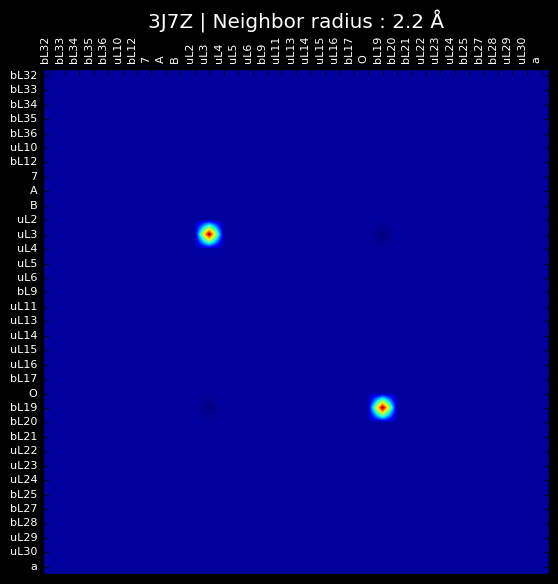 3J7Z | Neighbor radius : 2.2 Å
bL32 bL33 bL34 bL35 bL36 uL10 bL12 7 A B uL2 uL3 uL4 uL5 uL6 bL9 uL11 uL13 uL14 uL15 uL16 bL17 O bL19 bL20 bL21 uL22 uL23 uL24 bL25 bL27 bL28 uL29 uL30 a
bL32
bL33
bL34
bL35
bL36
uL10
bL12
7
A
B
uL2
uL3
uL4
uL5
uL6
bL9
uL11
uL13
uL14
uL15
uL16
bL17
O
bL19
bL20
bL21
uL22
uL23
uL24
bL25
bL27
bL28
uL29
uL30
a